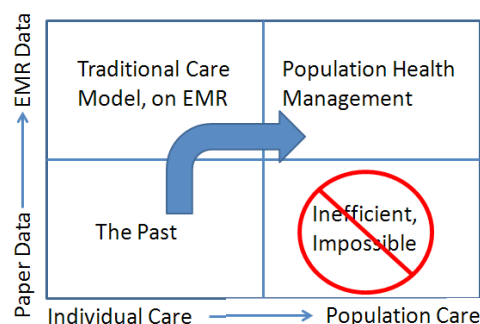 EMR Data
Paper Data
Traditional Care
Model, on EMR
Population Health
Management
The Past
Inefficient,
Impossible
Individual Care
Population Care